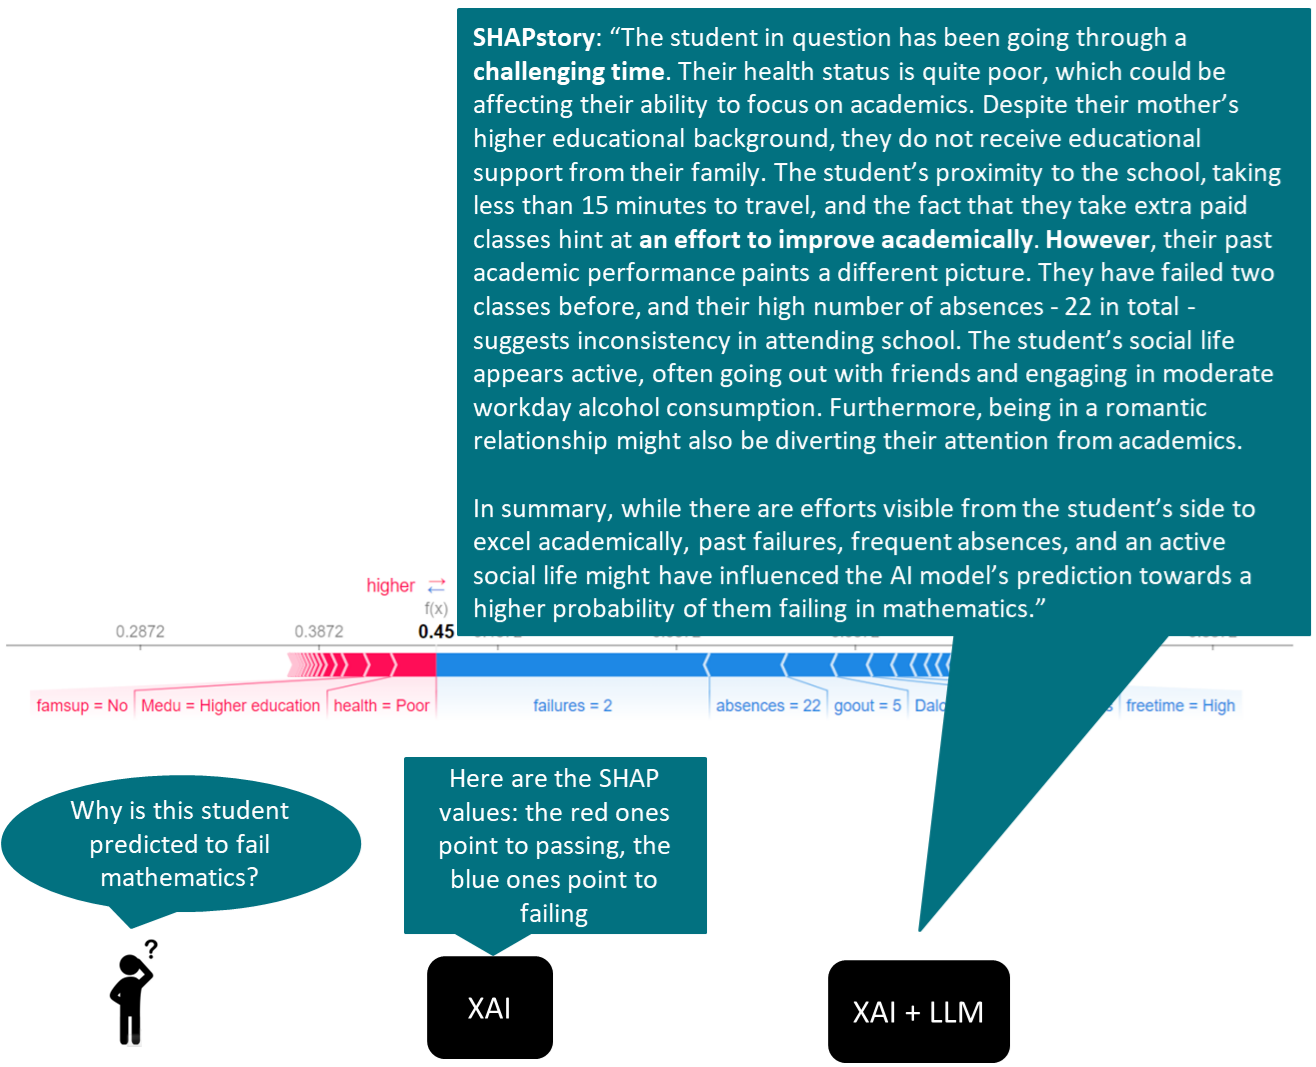 SHAPstory: “The student in question has been going through a
challenging time. Their health status is quite poor, which could be
affecting their ability to focus on academics. Despite their mother’s
higher educational background, they do not receive educational
support from their family. The student’s proximity to the school, taking
less than 15 minutes to travel, and the fact that they take extra paid
classes hint at an effort to improve academically. However, their past
academic performance paints a different picture. They have failed two
classes before, and their high number of absences - 22 in total -
suggests inconsistency in attending school. The student’s social life
appears active, often going out with friends and engaging in moderate
workday alcohol consumption. Furthermore, being in a romantic
relationship might also be diverting their attention from academics.
In summary, while there are efforts visible from the student’s side to
excel academically, past failures, frequent absences, and an active
social life might have influenced the AI model’s prediction towards a
higher probability of them failing in mathematics.”
higher ⇄
f(x)
0.2872 0.3872 0.45
famsup = No Medu = Higher education health = Poor failures = 2 absences = 22 goout = 5 freetime = High
Why is this student
predicted to fail
mathematics?
?
Here are the SHAP
values: the red ones
point to passing, the
blue ones point to
failing
XAI
XAI + LLM